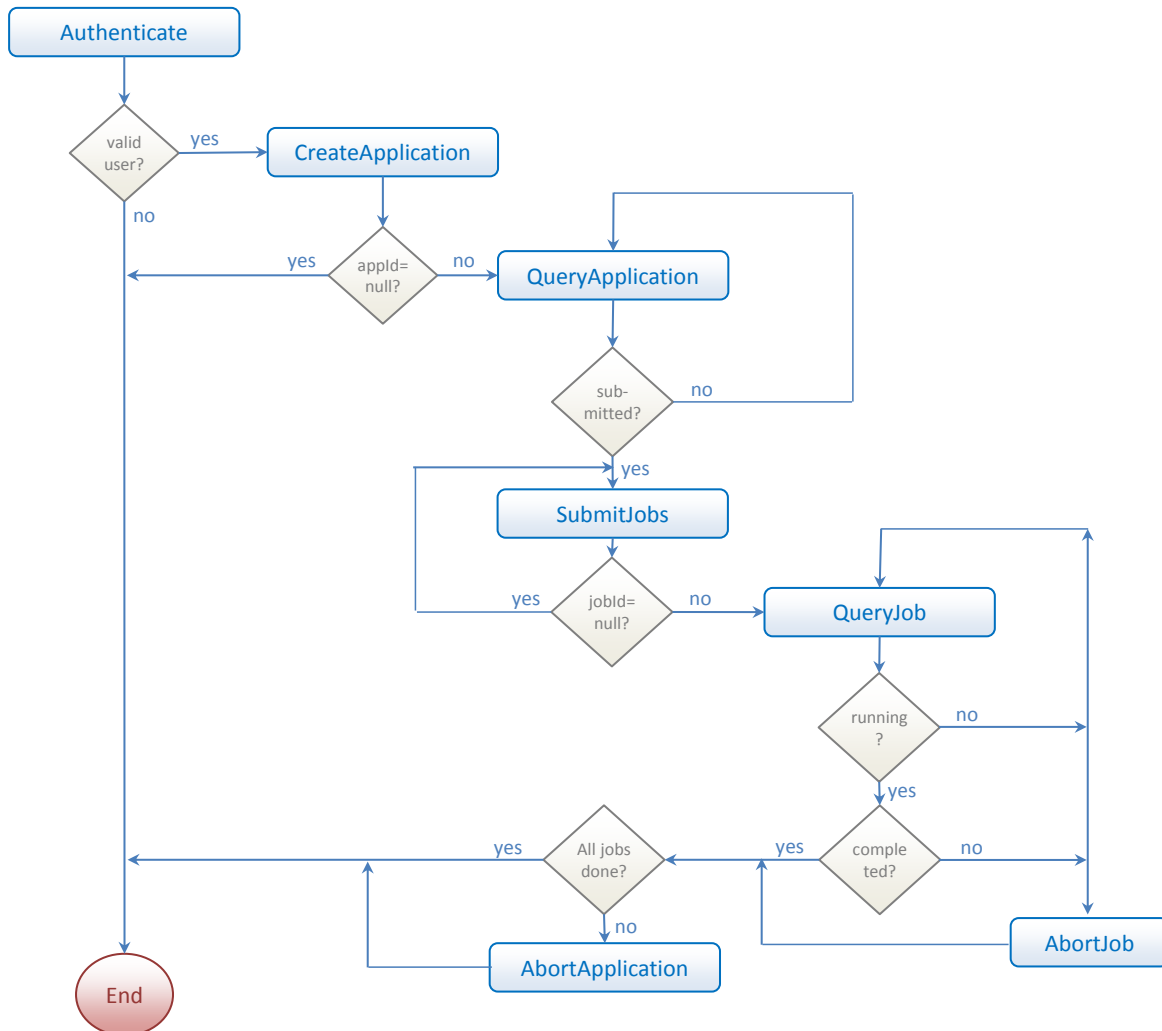 Authenticate
valid
user?
yes
no
CreateApplication
yes
appId=
null?
no
QueryApplication
sub-
mitted?
no
yes
SubmitJobs
yes
jobId=
null?
no
QueryJob
running
?
no
yes
yes
All jobs
done?
yes
comple
ted?
no
no
AbortApplication
AbortJob
End